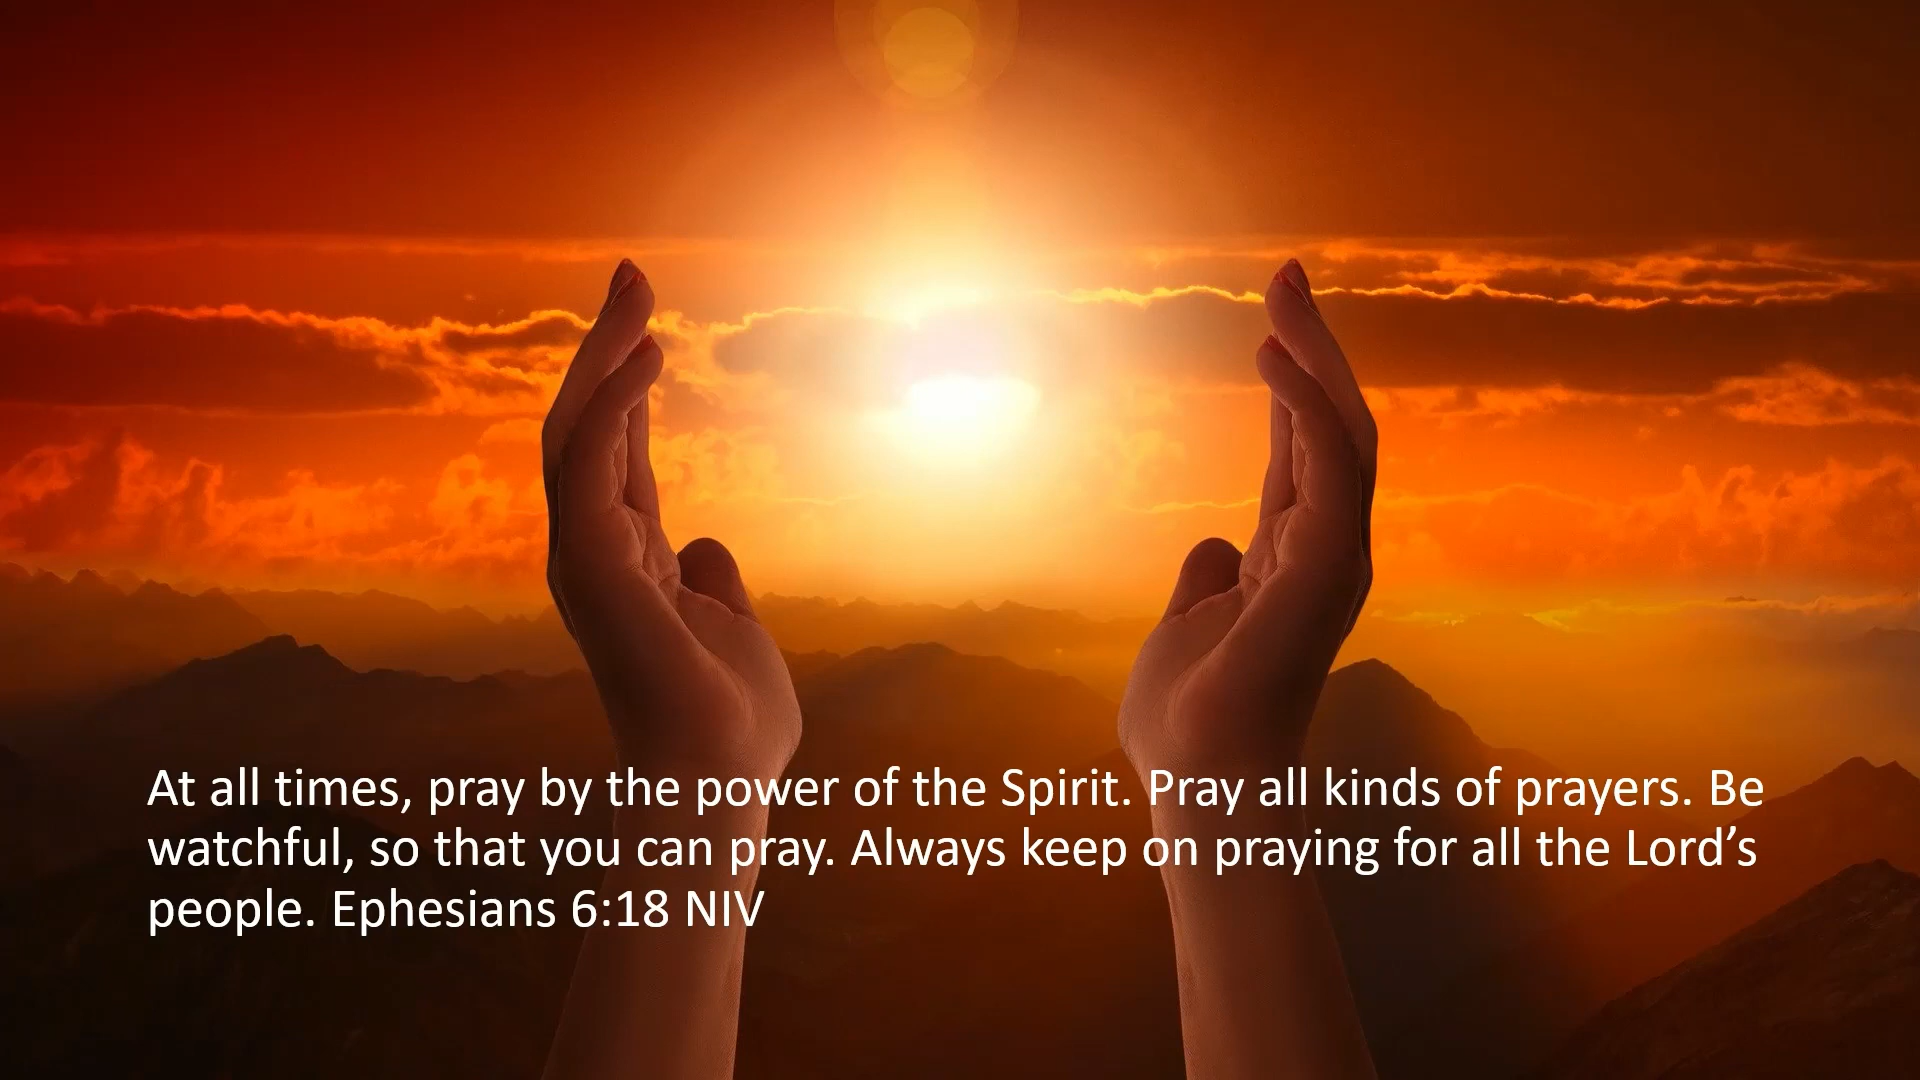 At all times, pray by the power of the Spirit. Pray all kinds of prayers. Be
watchful, so that you can pray. Always keep on praying for all the Lord’s
people. Ephesians 6:18 NIV